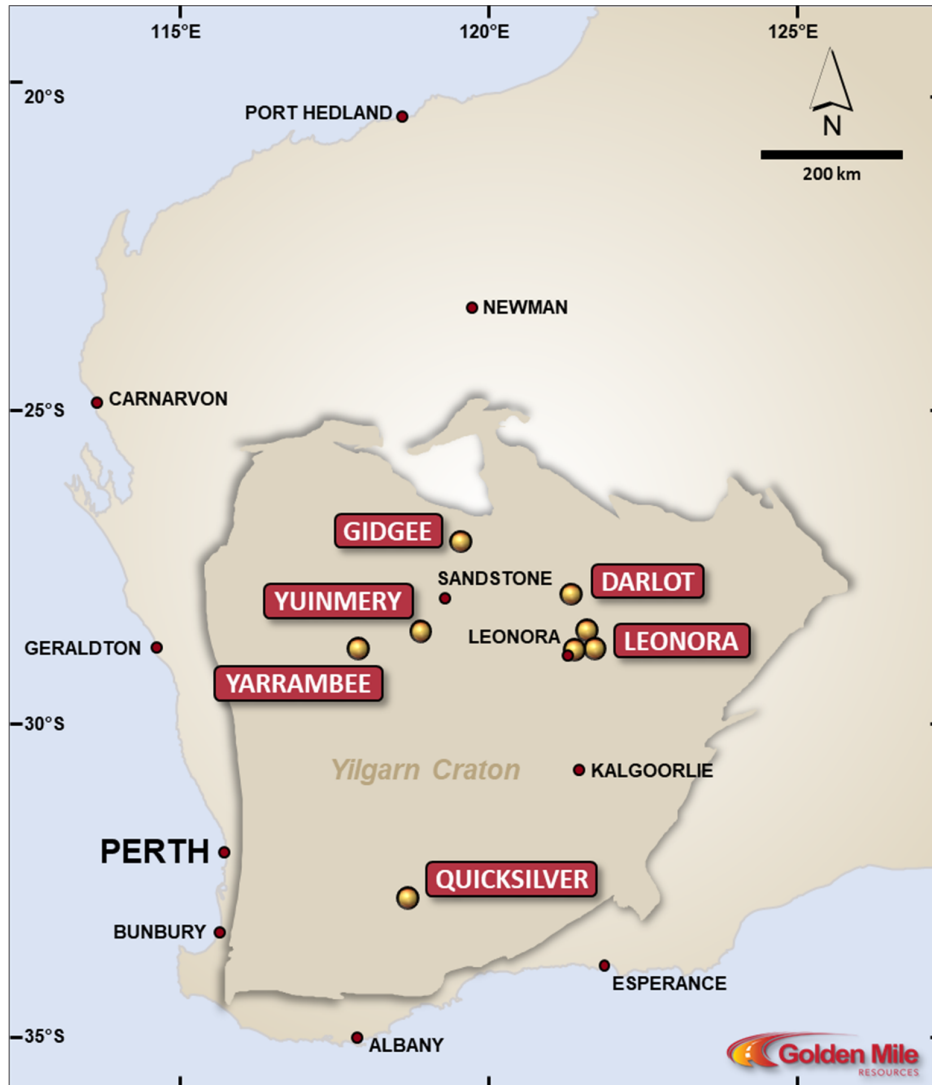 115°E
120°E
125°E
20°S
PORT HEDLAND
N
200 km
NEWMAN
CARNARVON
25°S
GIDGEE
SANDSTONE
DARLOT
YUINMERY
LEONORA
LEONORA
GERALDTON
YARRAMBEE
30°S
Yilgarn Craton
KALGOORLIE
PERTH
QUICKSILVER
BUNBURY
ESPERANCE
35°S
ALBANY
Golden Mile
RESOURCES